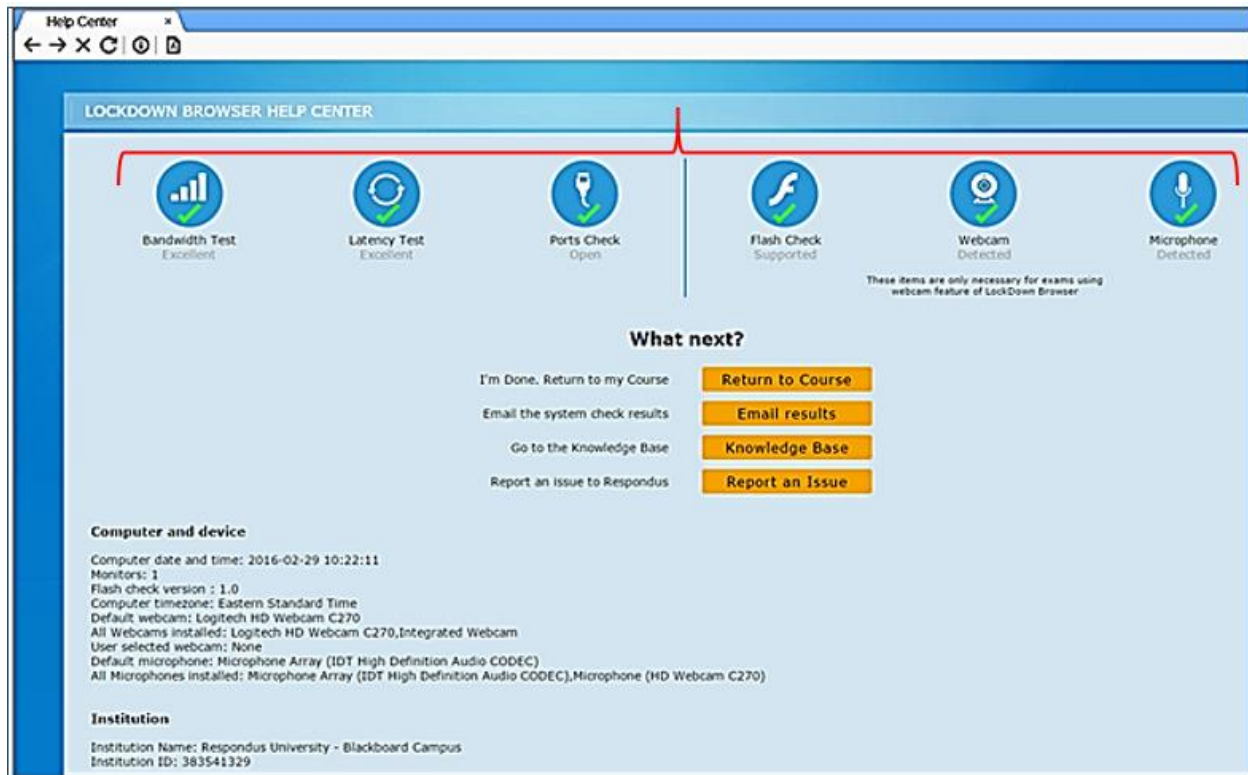 Help Center
LOCKDOWN BROWSER HELP CENTER
Bandwidth Test
Excellent
Latency Test
Excellent
Ports Check
Open
Flash Check
Supported
Webcam
Detected
Microphone
Detected
These items are only necessary for exams using
webcam feature of LockDown Browser
What next?
I'm Done. Return to my Course
Return to Course
Email the system check results
Email results
Go to the Knowledge Base
Knowledge Base
Report an issue to Respondus
Report an Issue
Computer and device
Computer date and time: 2016-02-29 10:22:11
Monitors: 1
Flash check version : 1.0
Computer timezone: Eastern Standard Time
Default webcam: Logitech HD Webcam C270
All Webcams installed: Logitech HD Webcam C270,Integrated Webcam
User selected webcam: None
Default microphone: Microphone Array (IDT High Definition Audio CODEC)
All Microphones installed: Microphone Array (IDT High Definition Audio CODEC),Microphone (HD Webcam C270)
Institution
Institution Name: Respondus University - Blackboard Campus
Institution ID: 383541329